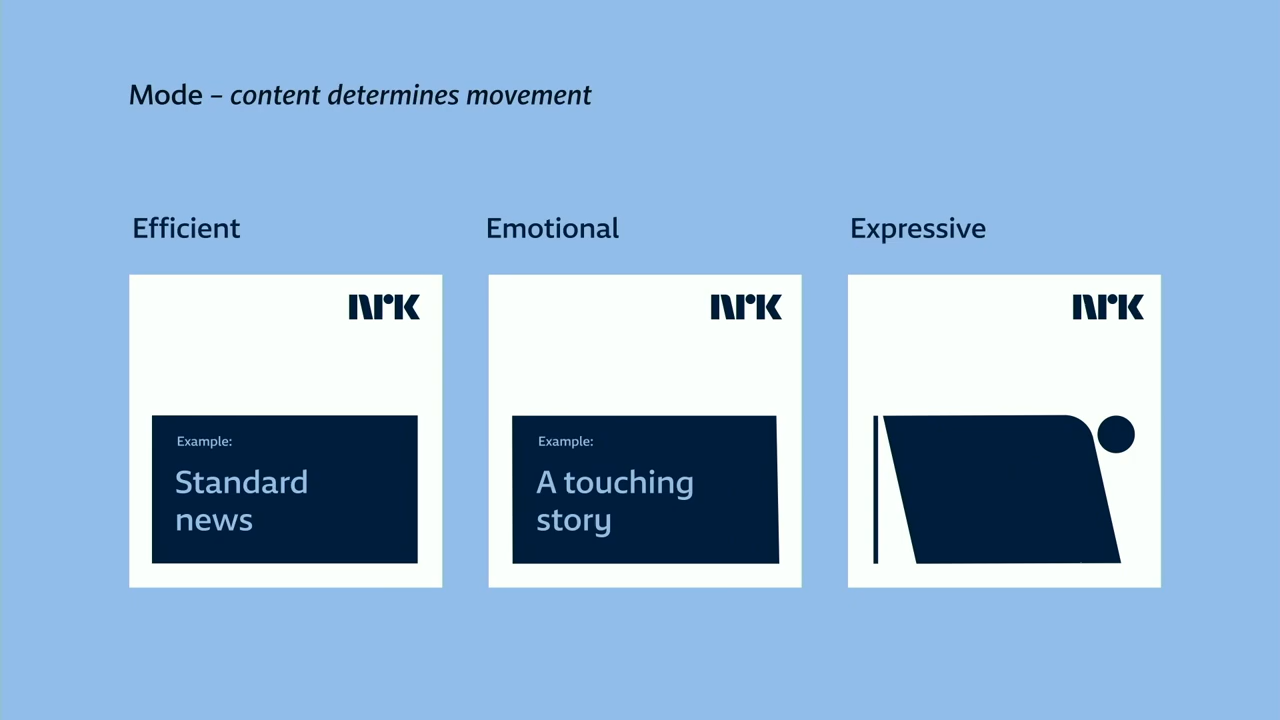 Mode – content determines movement
Efficient
Emotional
Expressive
NRK
Example:
Standard
news
NRK
Example:
A touching
story
NRK